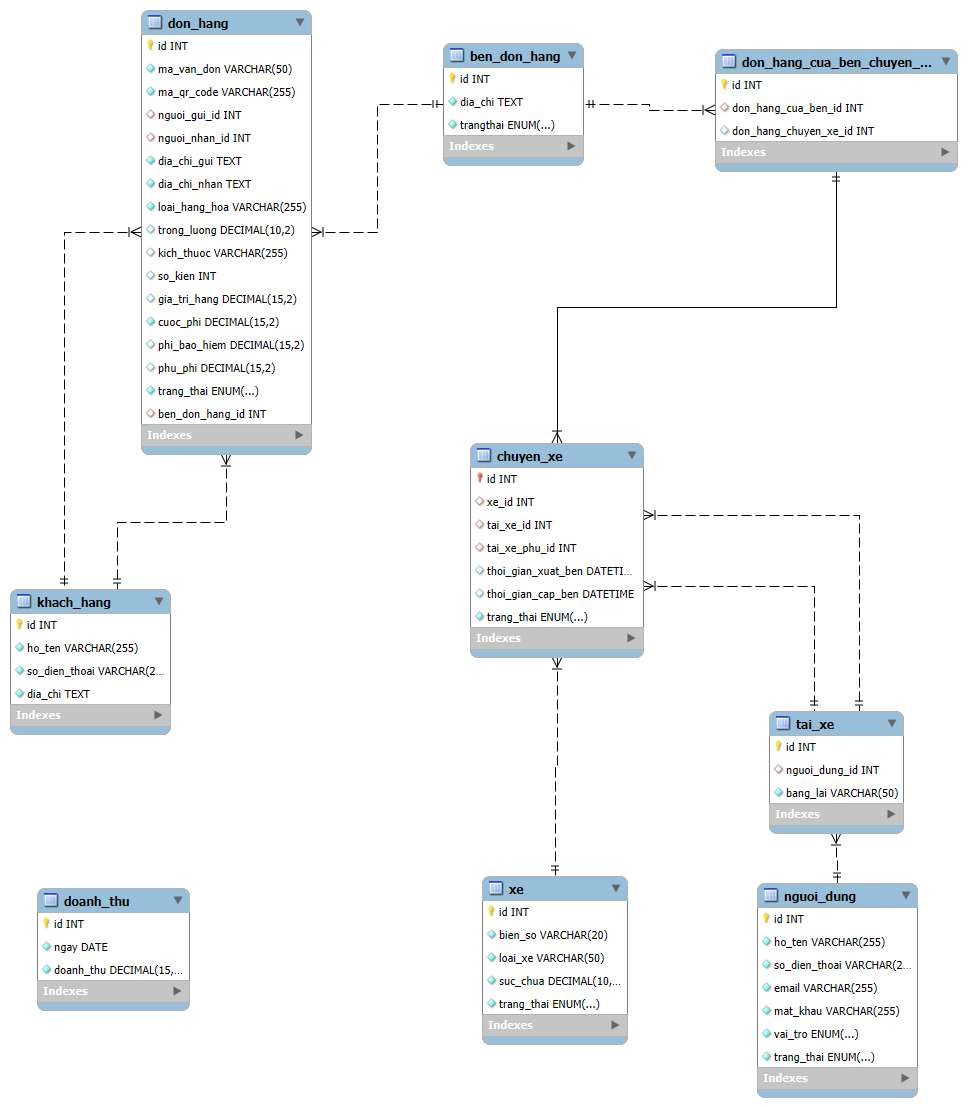 don_hang
id INT
ma_van_don VARCHAR(50)
ma_qr_code VARCHAR(255)
nguoi_gui_id INT
nguoi_nhan_id INT
dia_chi_gui TEXT
dia_chi_nhan TEXT
loai_hang_hoa VARCHAR(255)
trong_luong DECIMAL(10,2)
kich_thuoc VARCHAR(255)
so_kien INT
gia_tri_hang DECIMAL(15,2)
cuoc_phi DECIMAL(15,2)
phi_bao_hiem DECIMAL(15,2)
phu_phi DECIMAL(15,2)
trang_thai ENUM(...)
ben_don_hang_id INT
Indexes
ben_don_hang
id INT
dia_chi TEXT
trangthai ENUM(...)
Indexes
don_hang_cua_ben_chuyen_...
id INT
don_hang_cua_ben_id INT
don_hang_chuyen_xe_id INT
Indexes
chuyen_xe
id INT
xe_id INT
tai_xe_id INT
tai_xe_phu_id INT
thoi_gian_xuat_ben DATETI...
thoi_gian_cap_ben DATETIME
trang_thai ENUM(...)
Indexes
khach_hang
id INT
ho_ten VARCHAR(255)
so_dien_thoai VARCHAR(2...
dia_chi TEXT
Indexes
tai_xe
id INT
nguoi_dung_id INT
bang_lai VARCHAR(50)
Indexes
doanh_thu
id INT
ngay DATE
doanh_thu DECIMAL(15,...
Indexes
xe
id INT
bien_so VARCHAR(20)
loai_xe VARCHAR(50)
suc_chua DECIMAL(10,...
trang_thai ENUM(...)
Indexes
nguoi_dung
id INT
ho_ten VARCHAR(255)
so_dien_thoai VARCHAR(2...
email VARCHAR(255)
mat_khau VARCHAR(255)
vai_tro ENUM(...)
trang_thai ENUM(...)
Indexes